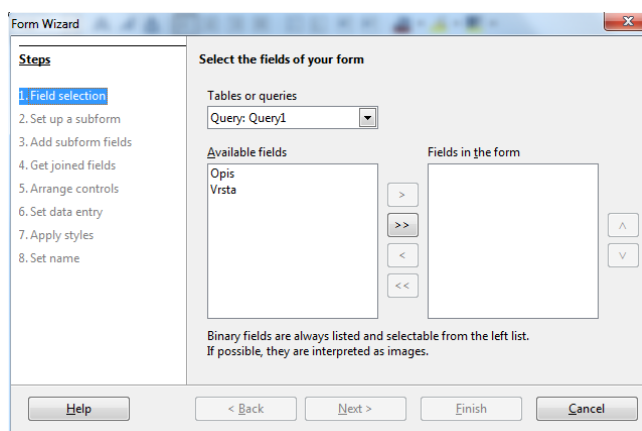 Form Wizard
Steps
1. Field selection
2. Set up a subform
3. Add subform fields
4. Get joined fields
5. Arrange controls
6. Set data entry
7. Apply styles
8. Set name
Select the fields of your form
Tables or queries
Query: Query1
Available fields
Fields in the form
Opis
Vrsta
>
>>
<
<<
Binary fields are always listed and selectable from the left list.
If possible, they are interpreted as images.
Help
< Back
Next >
Finish
Cancel